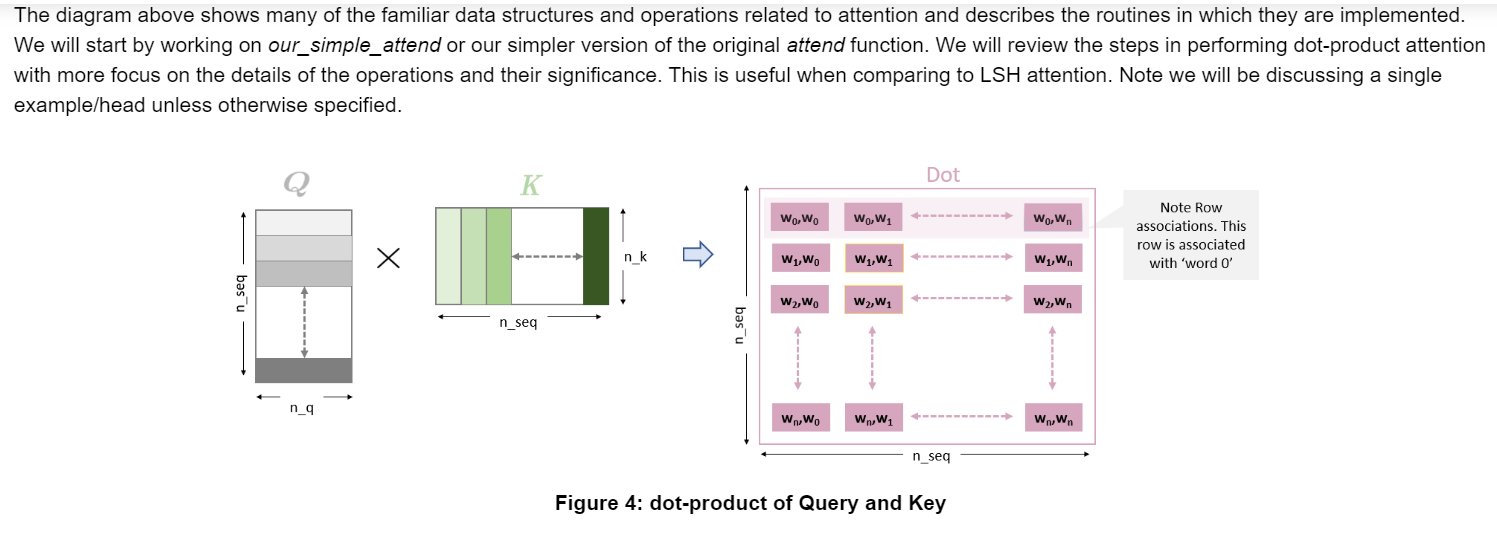 The diagram above shows many of the familiar data structures and operations related to attention and describes the routines in which they are implemented.
We will start by working on our_simple_attend or our simpler version of the original attend function. We will review the steps in performing dot-product attention
with more focus on the details of the operations and their significance. This is useful when comparing to LSH attention. Note we will be discussing a single
example/head unless otherwise specified.
Q
K
Dot
n_seq
n_q
×
n_k
n_seq
n_seq
W₀,W₀ W₀,W₁ W₀,Wₙ
W₁,W₀ W₁,W₁ W₁,Wₙ
W₂,W₀ W₂,W₁ W₂,Wₙ
Wₙ,W₀ Wₙ,W₁ Wₙ,Wₙ
n_seq
Note Row
associations. This
row is associated
with ‘word 0’
Figure 4: dot-product of Query and Key